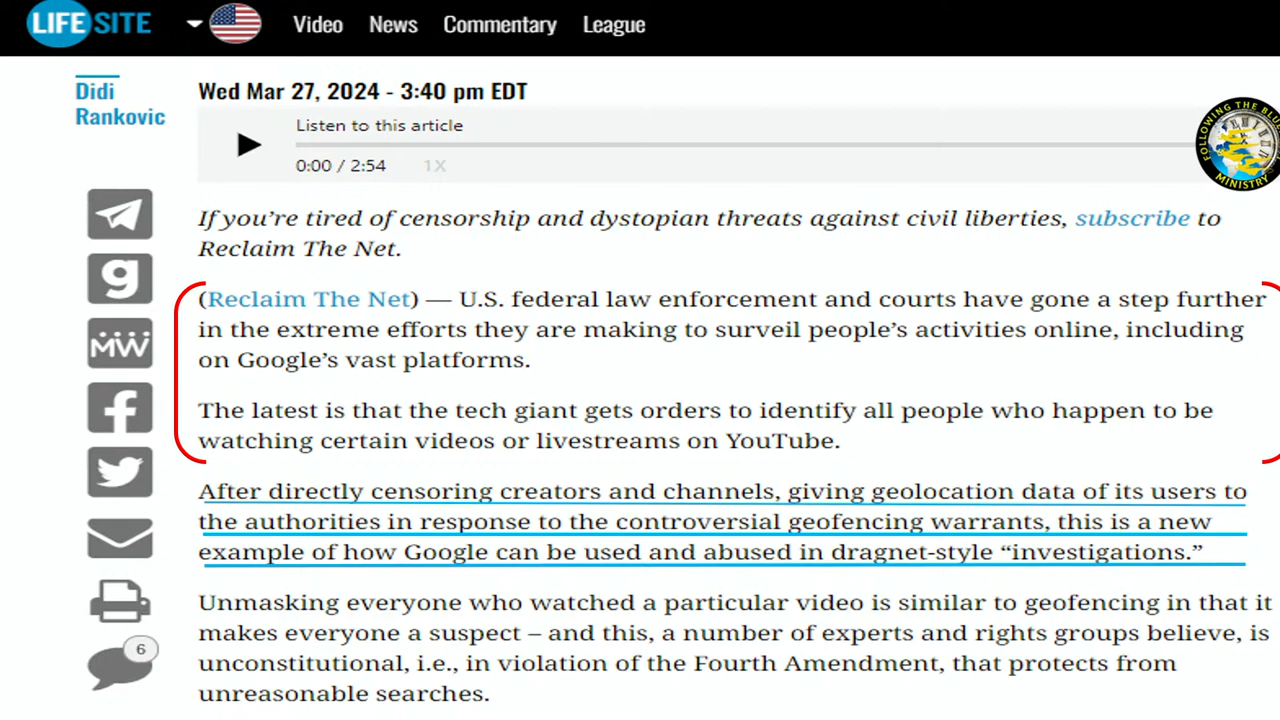 LIFE SITE
Video News Commentary League
Didi
Rankovic
Wed Mar 27, 2024 - 3:40 pm EDT
Listen to this article
0:00 / 2:54 1X
FOLLOWING THE BLUE
MINISTRY
If you're tired of censorship and dystopian threats against civil liberties, subscribe to
Reclaim The Net.
(Reclaim The Net) — U.S. federal law enforcement and courts have gone a step further
in the extreme efforts they are making to surveil people's activities online, including
on Google's vast platforms.
The latest is that the tech giant gets orders to identify all people who happen to be
watching certain videos or livestreams on YouTube.
After directly censoring creators and channels, giving geolocation data of its users to
the authorities in response to the controversial geofencing warrants, this is a new
example of how Google can be used and abused in dragnet-style “investigations.”
Unmasking everyone who watched a particular video is similar to geofencing in that it
makes everyone a suspect – and this, a number of experts and rights groups believe, is
unconstitutional, i.e., in violation of the Fourth Amendment, that protects from
unreasonable searches.
g
MW
f
6